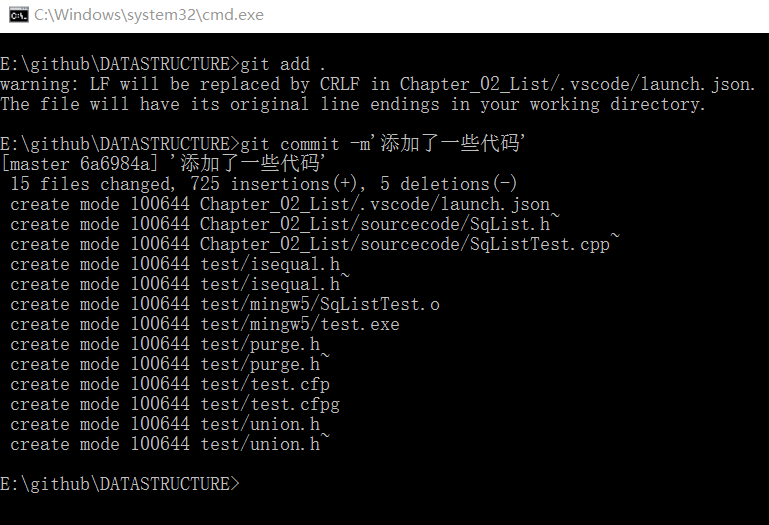 C:\Windows\system32\cmd.exe
E:\github\DATASTRUCTURE>git add .
warning: LF will be replaced by CRLF in Chapter_02_List/.vscode/launch.json.
The file will have its original line endings in your working directory.
E:\github\DATASTRUCTURE>git commit -m'添加了一些代码'
[master 6a6984a] '添加了一些代码'
15 files changed, 725 insertions(+), 5 deletions(-)
create mode 100644 Chapter_02_List/.vscode/launch.json
create mode 100644 Chapter_02_List/sourcecode/SqList.h~
create mode 100644 Chapter_02_List/sourcecode/SqListTest.cpp~
create mode 100644 test/isequal.h
create mode 100644 test/isequal.h~
create mode 100644 test/mingw5/SqListTest.o
create mode 100644 test/mingw5/test.exe
create mode 100644 test/purge.h
create mode 100644 test/purge.h~
create mode 100644 test/test.cfp
create mode 100644 test/test.cfpg
create mode 100644 test/union.h
create mode 100644 test/union.h~
E:\github\DATASTRUCTURE>